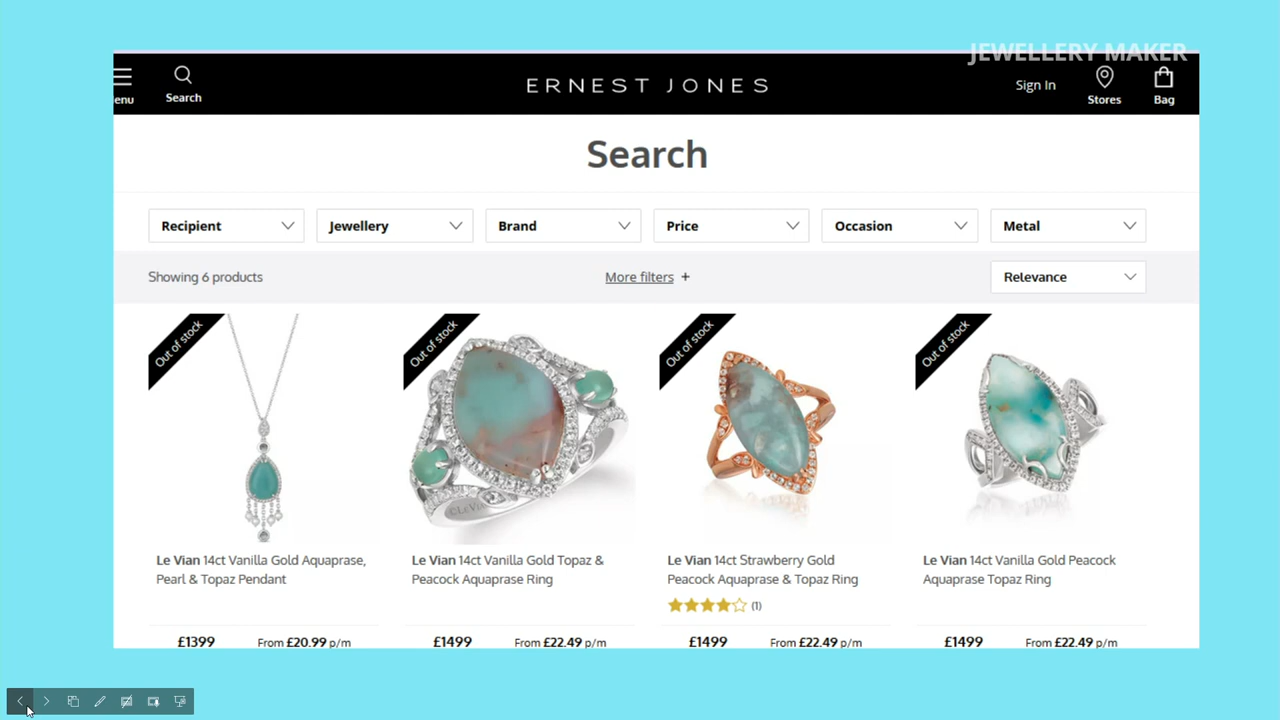 JEWELLERY MAKER
enu
Search
ERNEST JONES
Sign In
Stores
Bag
Search
Recipient
Jewellery
Brand
Price
Occasion
Metal
Showing 6 products
More filters +
Relevance
Out of stock
Out of stock
Out of stock
Out of stock
©Le Vian
Le Vian 14ct Vanilla Gold Aquaprase,
Pearl & Topaz Pendant
£1399 From £20.99 p/m
Le Vian 14ct Vanilla Gold Topaz &
Peacock Aquaprase Ring
£1499 From £22.49 p/m
Le Vian 14ct Strawberry Gold
Peacock Aquaprase & Topaz Ring
(1)
£1499 From £22.49 p/m
Le Vian 14ct Vanilla Gold Peacock
Aquaprase Topaz Ring
£1499 From £22.49 p/m